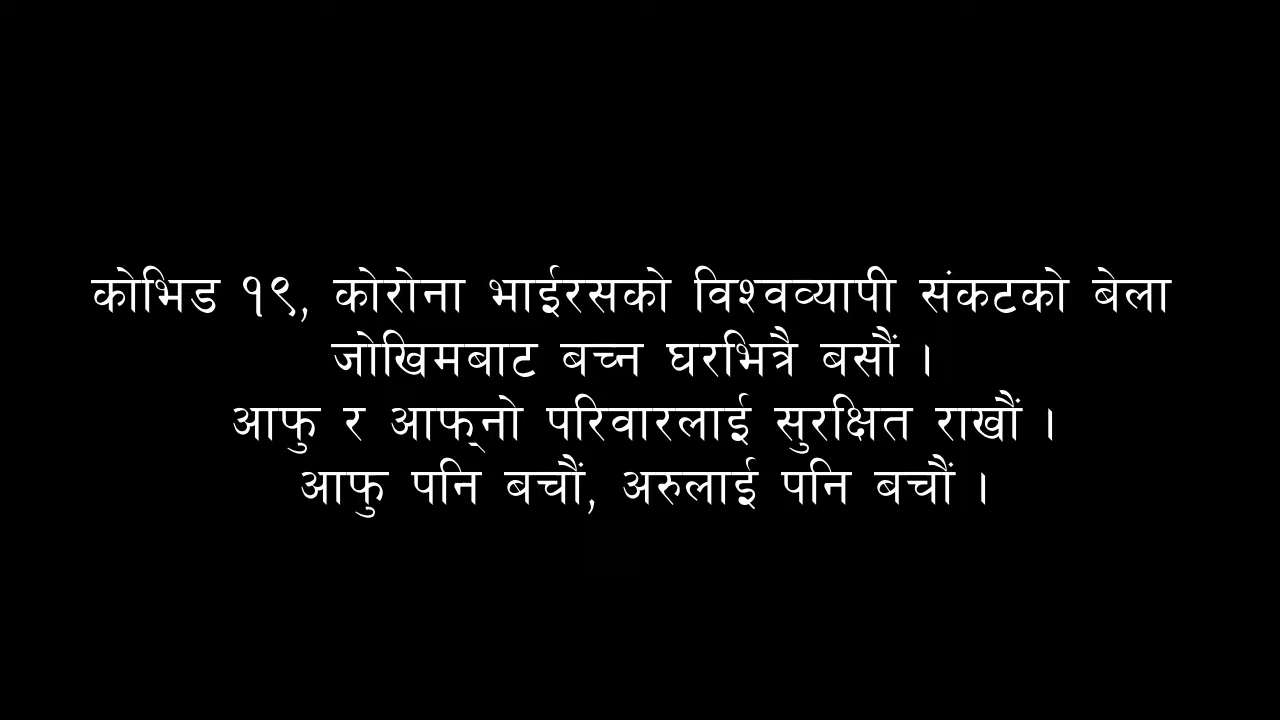 कोभिड १९, कोरोना भाईरसको विश्वव्यापी संकटको बेला
जोखिमबाट बच्न घरभित्रै बसौं ।
आफु र आफ्‌नो परिवारलाई सुरक्षित राखौं ।
आफु पनि बचौं, अरुलाई पनि बचौं ।